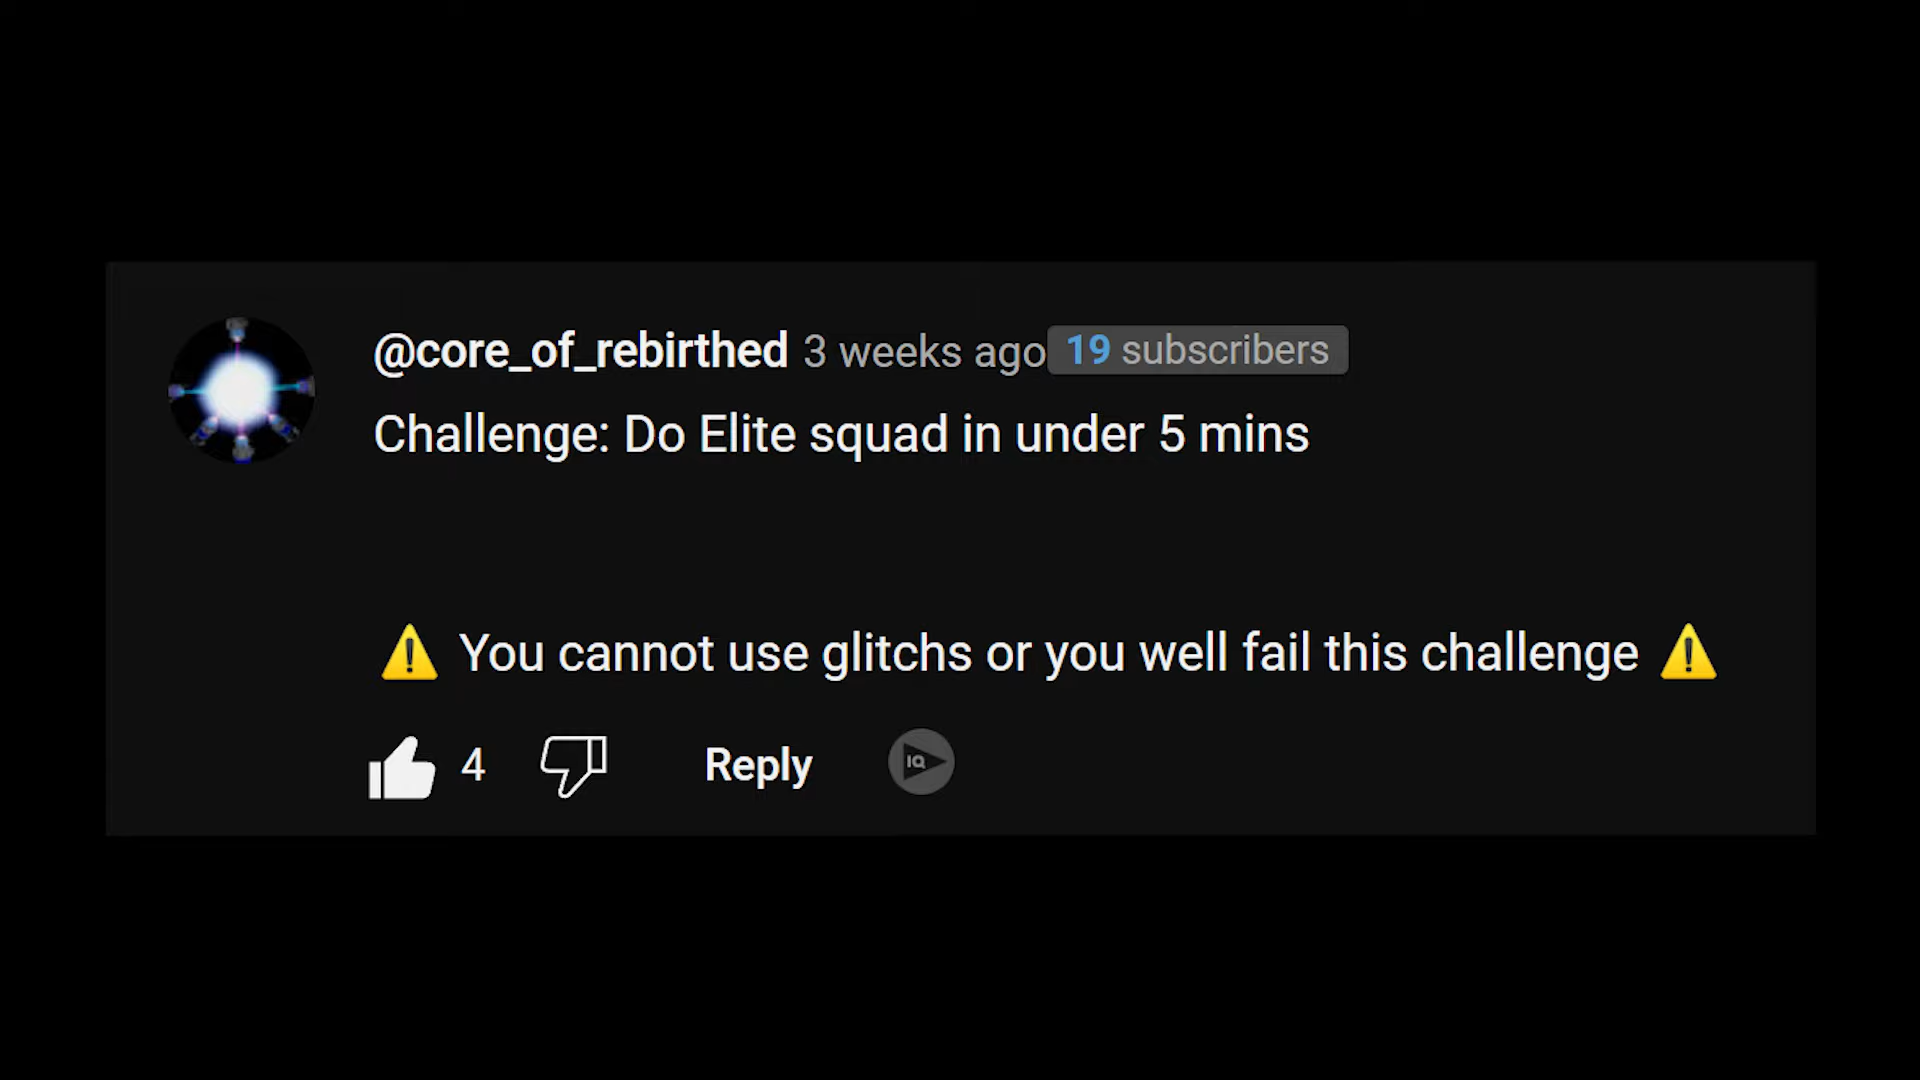 @core_of_rebirthed 3 weeks ago 19 subscribers
Challenge: Do Elite squad in under 5 mins
⚠️ You cannot use glitchs or you well fail this challenge ⚠️
4 Reply IQ